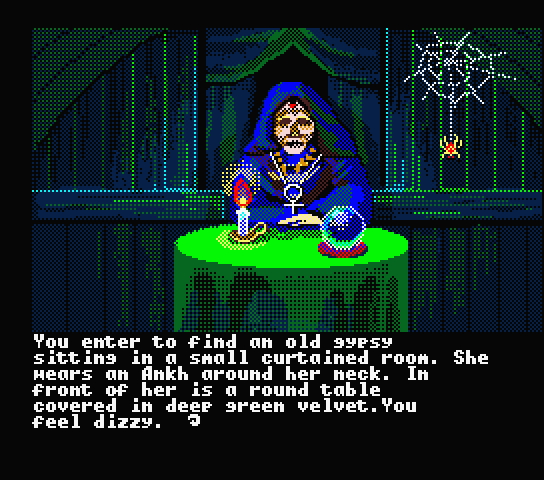 You enter to find an old gypsy
sitting in a small curtained room. She
wears an Ankh around her neck. In
front of her is a round table
covered in deep green velvet.You
feel dizzy.